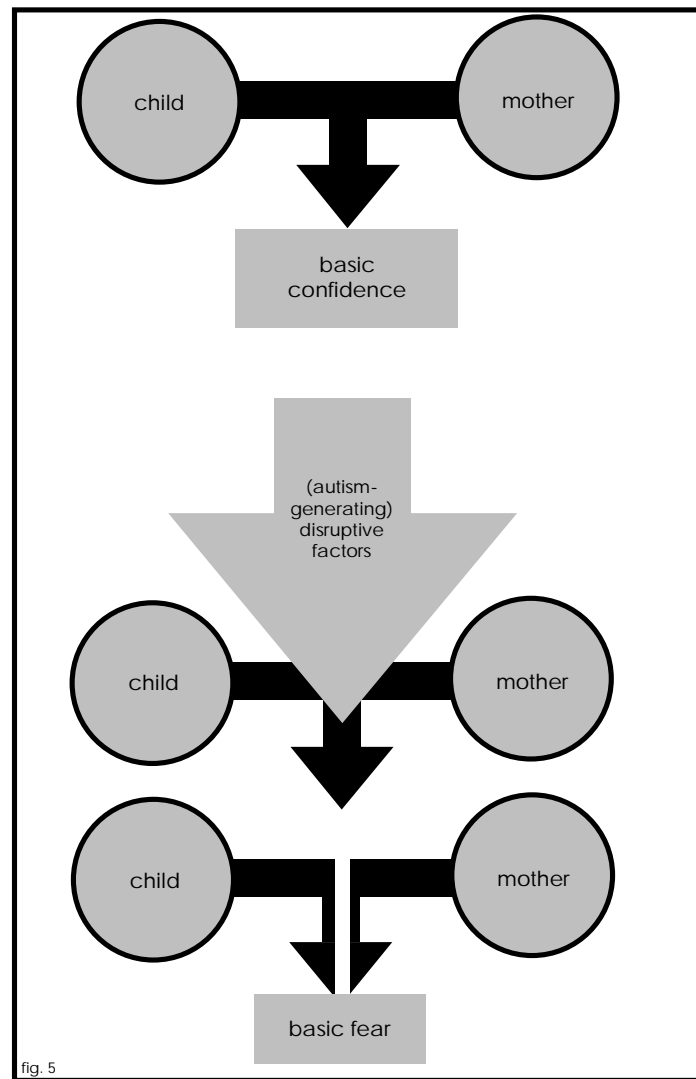 child
mother
basic
confidence
(autism-
generating)
disruptive
factors
child
mother
child
mother
basic fear
fig. 5